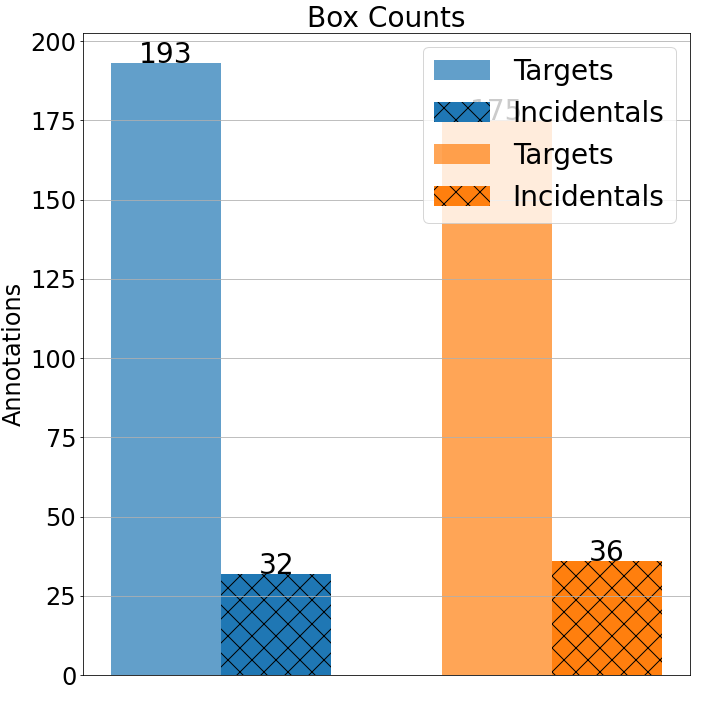 Box Counts
200
175
150
125
100
75
50
25
0
Annotations
193
32
175
36
Targets
Incidentals
Targets
Incidentals